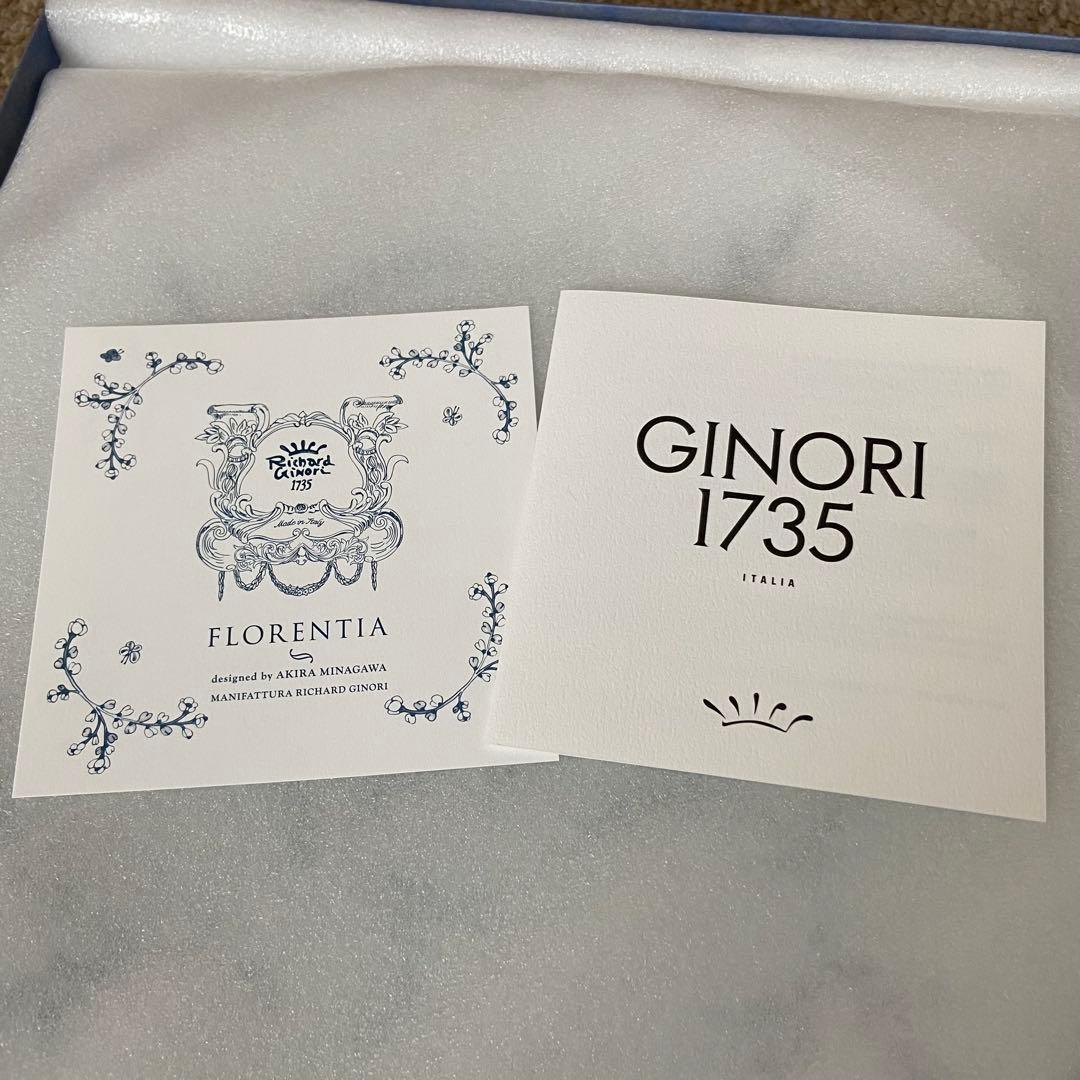 Richard
Ginori
1735
Made in Italy
FLORENTIA
designed by AKIRA MINAGAWA
MANIFATTURA RICHARD GINORI
GINORI
1735
ITALIA